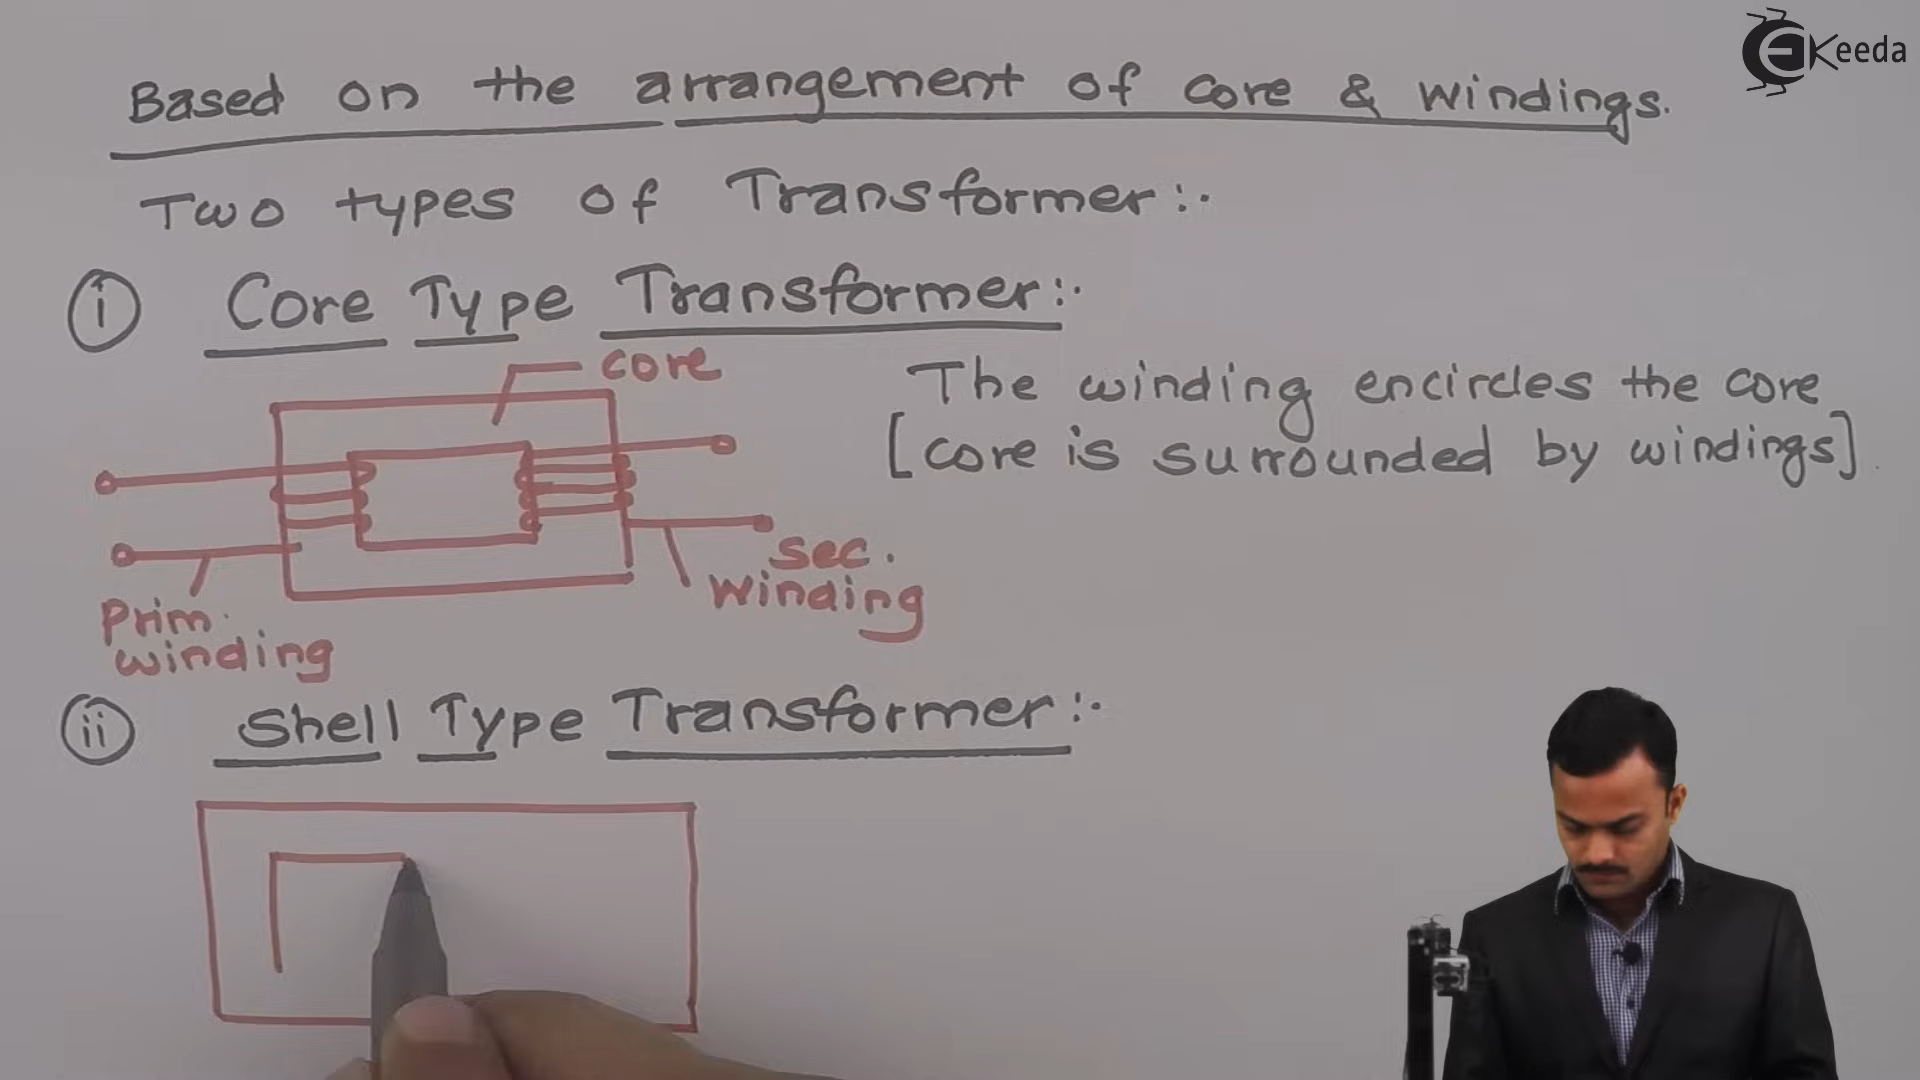 Based on the arrangement of core & windings.
EKeeda
Two types of Transformer:-
i Core Type Transformer:-
core
The winding encircles the core
[core is surrounded by windings]
Prim.
winding
sec.
winding
ii Shell Type Transformer:-